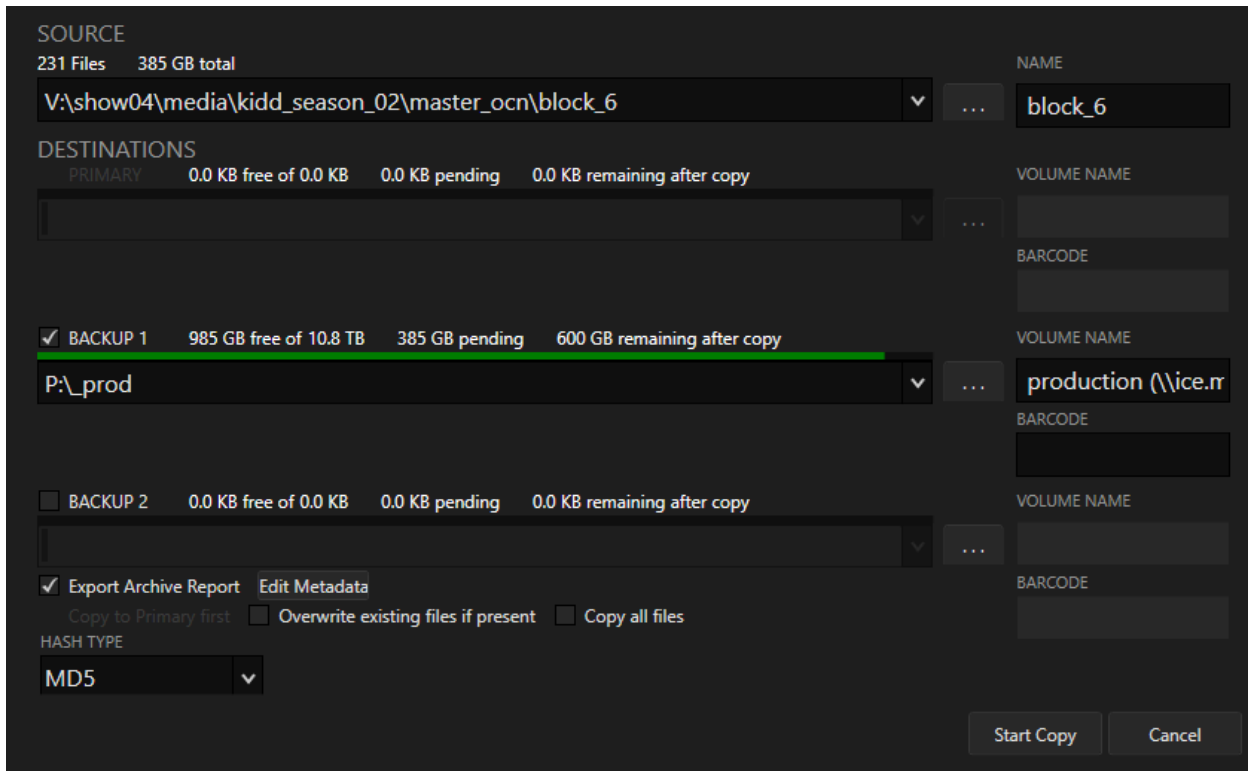 SOURCE
231 Files 385 GB total
NAME
V:\show04\media\kidd_season_02\master_ocn\block_6
...
block_6
DESTINATIONS
PRIMARY 0.0 KB free of 0.0 KB 0.0 KB pending 0.0 KB remaining after copy
VOLUME NAME
...
BARCODE
BACKUP 1 985 GB free of 10.8 TB 385 GB pending 600 GB remaining after copy
VOLUME NAME
P:\_prod
...
production (\\ice.m
BARCODE
BACKUP 2 0.0 KB free of 0.0 KB 0.0 KB pending 0.0 KB remaining after copy
VOLUME NAME
...
Export Archive Report Edit Metadata
BARCODE
Copy to Primary first Overwrite existing files if present Copy all files
HASH TYPE
MD5
Start Copy Cancel